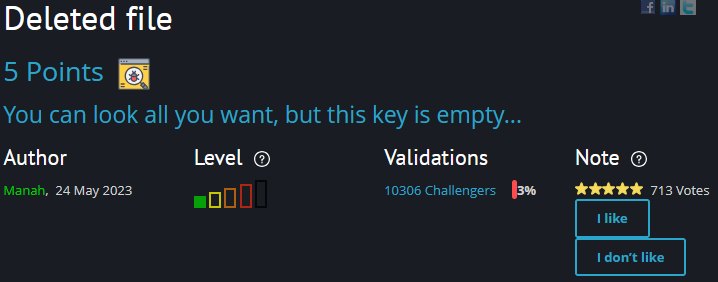 Deleted file
5 Points
You can look all you want, but this key is empty...
Author Level ? Validations Note ?
Manah, 24 May 2023 10306 Challengers 3% 713 Votes
I like
I don't like